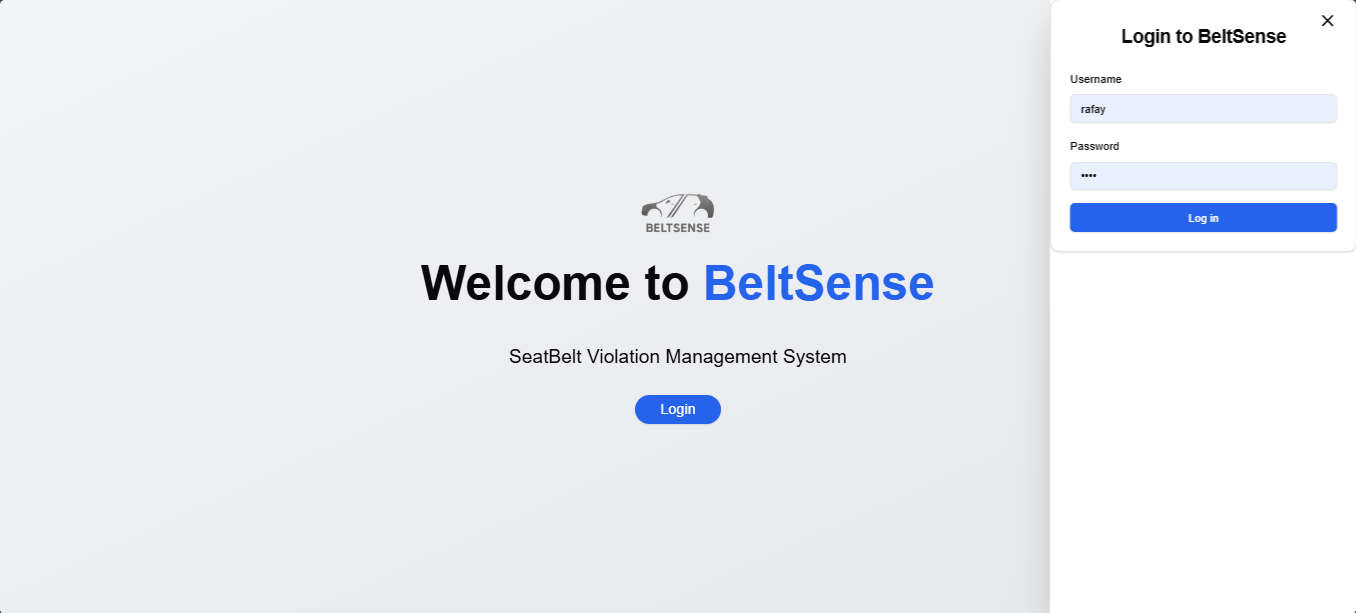 BELTSENSE
Welcome to BeltSense
SeatBelt Violation Management System
Login
Login to BeltSense
Username
rafay
Password
••••
Log in